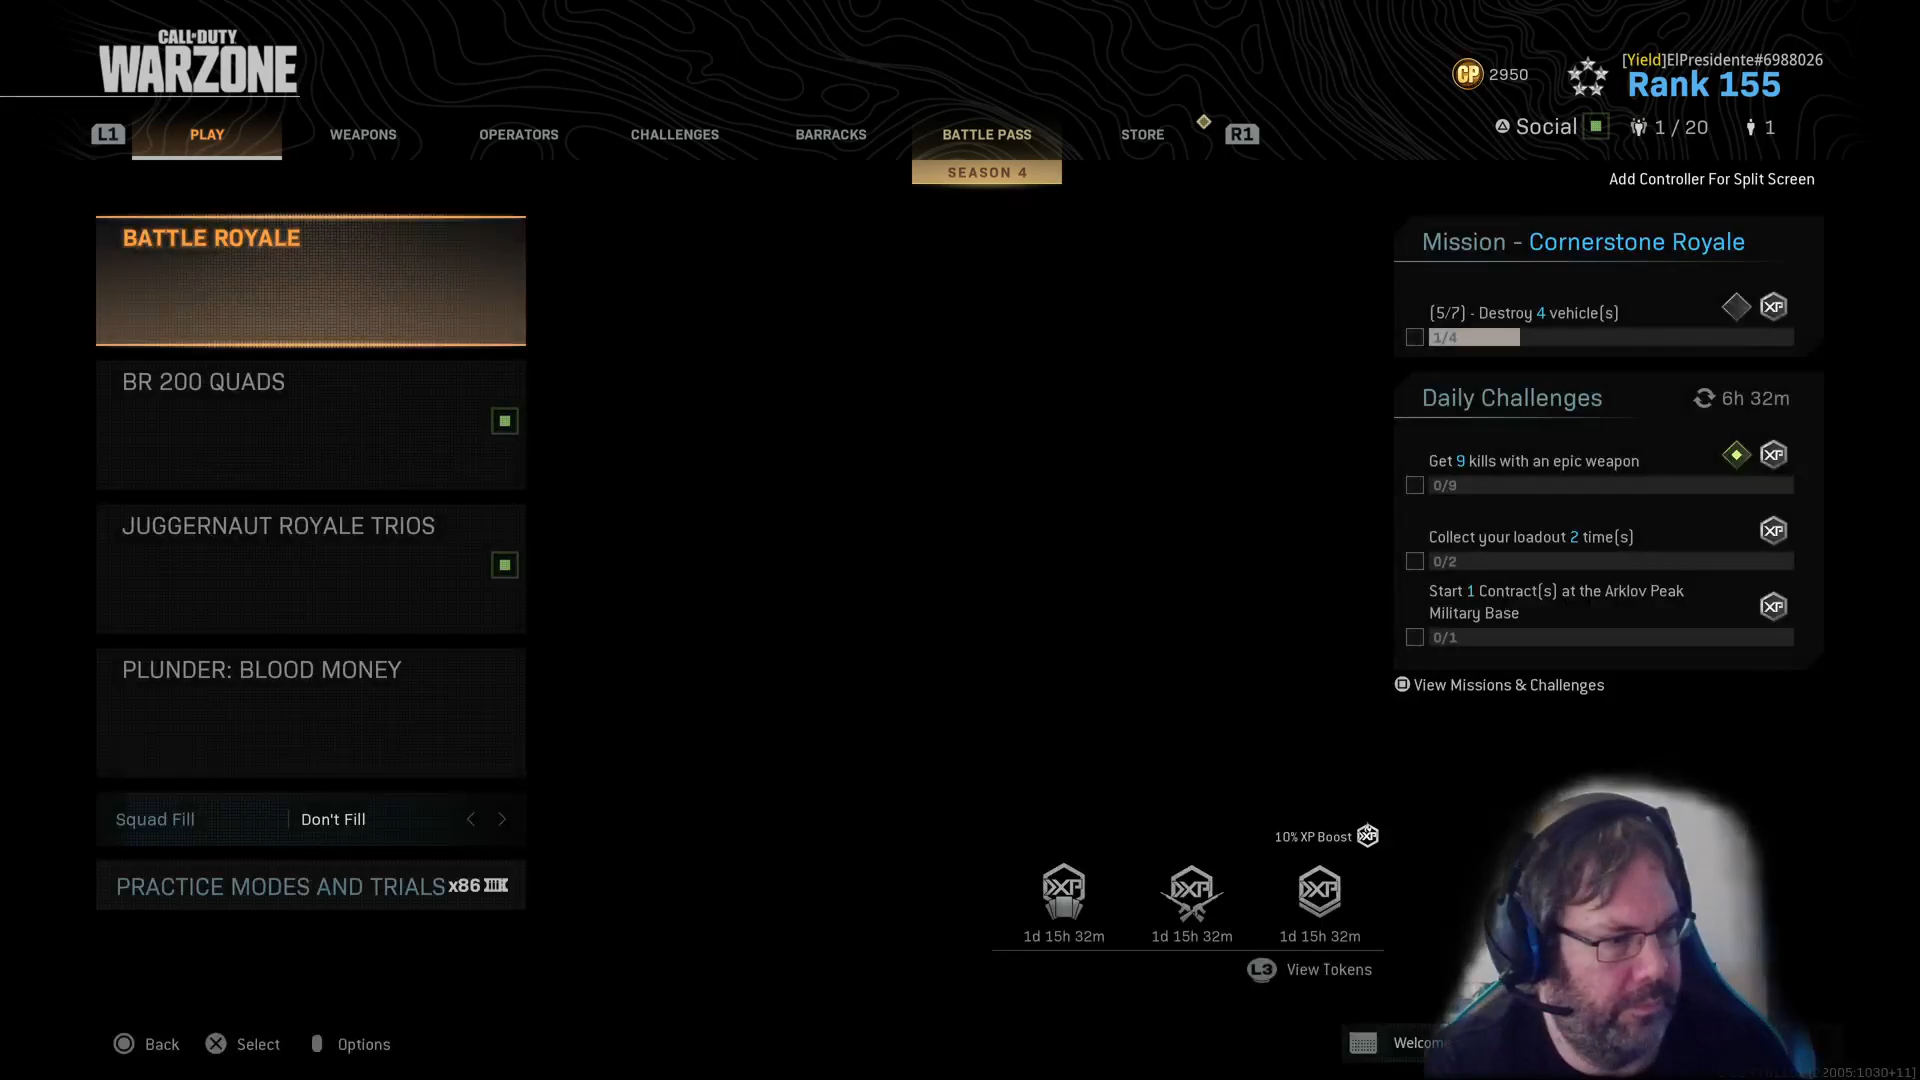 CALL OF DUTY
WARZONE
CP 2950
[Yield]ElPresidente#6988026
Rank 155
L1
PLAY
WEAPONS
OPERATORS
CHALLENGES
BARRACKS
BATTLE PASS
STORE
R1
Social
1 / 20
1
SEASON 4
Add Controller For Split Screen
BATTLE ROYALE
BR 200 QUADS
JUGGERNAUT ROYALE TRIOS
PLUNDER: BLOOD MONEY
Squad Fill
Don't Fill
PRACTICE MODES AND TRIALS x86
Mission - Cornerstone Royale
(5/7) - Destroy 4 vehicle(s)
XP
1/4
Daily Challenges
6h 32m
Get 9 kills with an epic weapon
XP
0/9
Collect your loadout 2 time(s)
XP
0/2
Start 1 Contract(s) at the Arklov Peak
Military Base
XP
0/1
View Missions & Challenges
10% XP Boost
1d 15h 32m
1d 15h 32m
1d 15h 32m
L3 View Tokens
Back
Select
Options